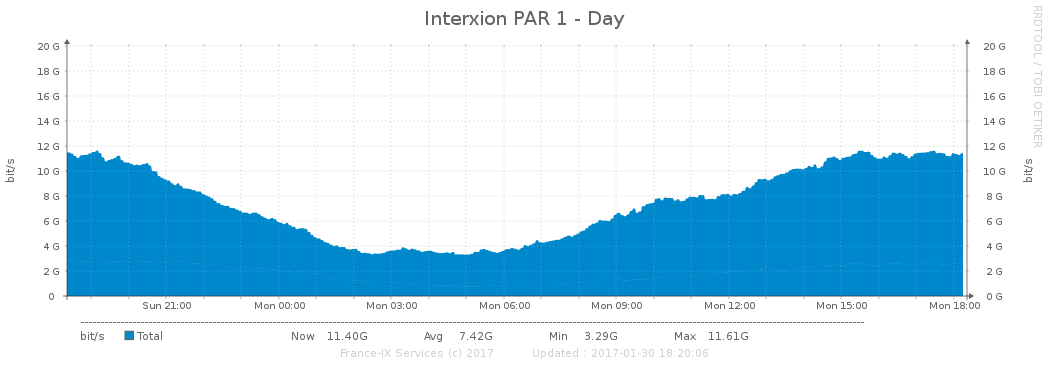 Interxion PAR 1 - Day
RRDTOOL / TOBI OETIKER
bit/s
20 G 20 G
18 G 18 G
16 G 16 G
14 G 14 G
12 G 12 G
10 G 10 G
8 G 8 G
6 G 6 G
4 G 4 G
2 G 2 G
0 0 G
bit/s
Sun 21:00 Mon 00:00 Mon 03:00 Mon 06:00 Mon 09:00 Mon 12:00 Mon 15:00 Mon 18:00
bit/s Total Now 11.40G Avg 7.42G Min 3.29G Max 11.61G
France-IX Services (c) 2017 Updated : 2017-01-30 18:20:06